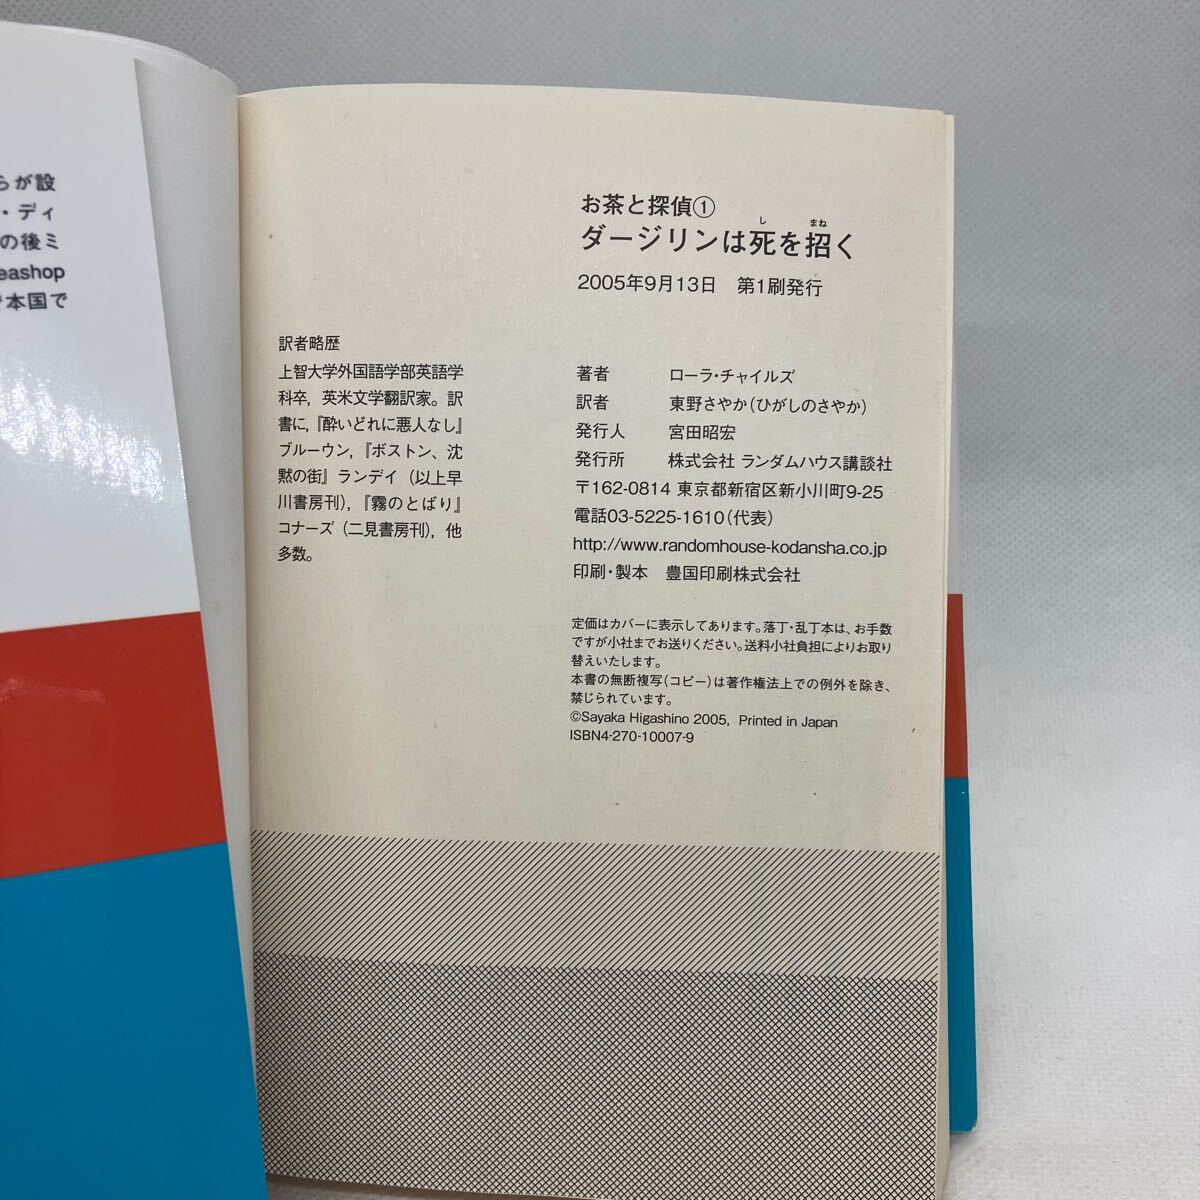 らが設
・ディ
の後ミ
eashop
本国で
お茶と探偵①
ダージリンは死を招く
し まね
2005年9月13日　第1刷発行
訳者略歴
上智大学外国語学部英語学
科卒，英米文学翻訳家。訳
書に，『酔いどれに悪人なし』
ブルーウン，『ボストン、沈
黙の街』ランデイ（以上早
川書房刊），『霧のとばり』
コナーズ（二見書房刊），他
多数。
著者　ローラ・チャイルズ
訳者　東野さやか（ひがしのさやか）
発行人　宮田昭宏
発行所　株式会社 ランダムハウス講談社
〒162-0814 東京都新宿区新小川町9-25
電話03-5225-1610（代表）
http://www.randomhouse-kodansha.co.jp
印刷・製本　豊国印刷株式会社
定価はカバーに表示してあります。落丁・乱丁本は、お手数
ですが小社までお送りください。送料小社負担によりお取り
替えいたします。
本書の無断複写（コピー）は著作権法上での例外を除き、
禁じられています。
©Sayaka Higashino 2005, Printed in Japan
ISBN4-270-10007-9